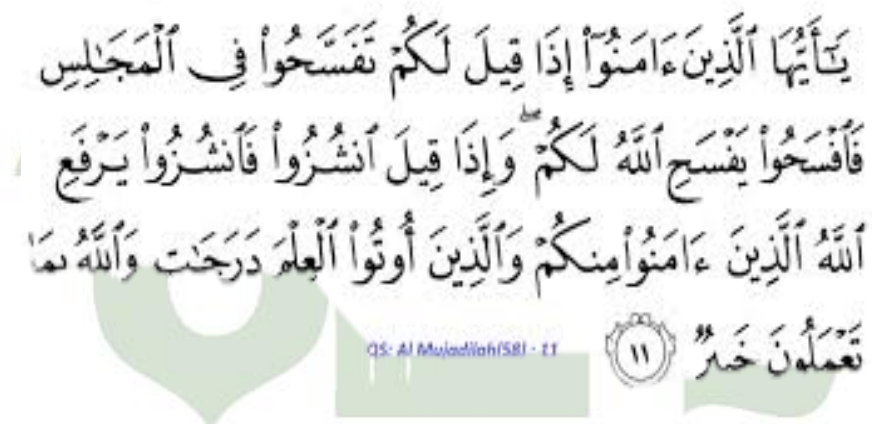 يَـٰٓأَيُّهَا ٱلَّذِينَ ءَامَنُوٓا۟ إِذَا قِيلَ لَكُمْ تَفَسَّحُوا۟ فِى ٱلْمَجَـٰلِسِ
فَٱفْسَحُوا۟ يَفْسَحِ ٱللَّهُ لَكُمْ ۖ وَإِذَا قِيلَ ٱنشُزُوا۟ فَٱنشُزُوا۟ يَرْفَعِ
ٱللَّهُ ٱلَّذِينَ ءَامَنُوا۟ مِنكُمْ وَٱلَّذِينَ أُوتُوا۟ ٱلْعِلْمَ دَرَجَـٰتٍ وَٱللَّهُ بِمَا
تَعْمَلُونَ خَبِيرٌ ١١
QS: Al Mujadilah(58) - 11